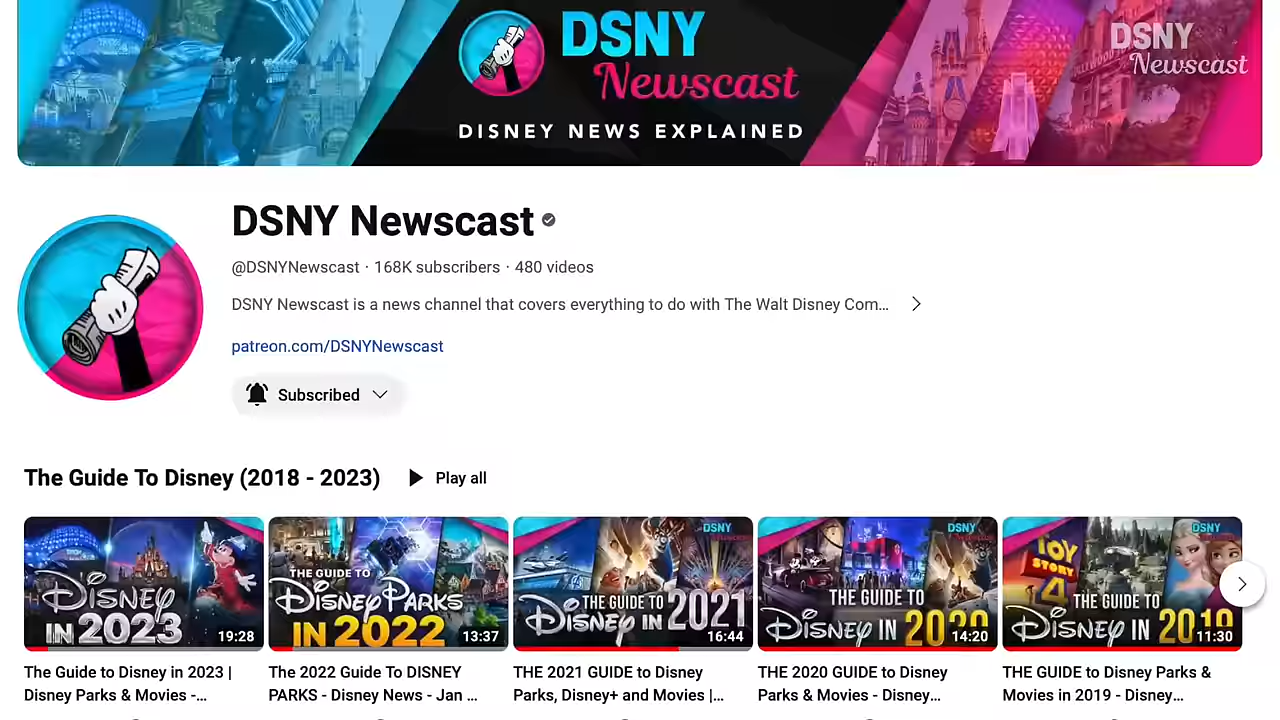 DSNY
Newscast
DISNEY NEWS EXPLAINED
DSNY
Newscast
DSNY Newscast
@DSNYNewscast · 168K subscribers · 480 videos
DSNY Newscast is a news channel that covers everything to do with The Walt Disney Com...
patreon.com/DSNYNewscast
Subscribed
The Guide To Disney (2018 - 2023)
Play all
DISNEY
IN 2023
19:28
THE GUIDE TO
DISNEY PARKS
IN 2022
13:37
DSNY
THE GUIDE TO
DISNEY IN 2021
16:44
DSNY
THE GUIDE TO
DISNEY IN 2020
14:20
DSNY
TOY
STORY
4
THE GUIDE TO
DISNEY IN 2019
11:30
The Guide to Disney in 2023 |
Disney Parks & Movies -...
The 2022 Guide To DISNEY
PARKS - Disney News - Jan ...
THE 2021 GUIDE to Disney
Parks, Disney+ and Movies |...
THE 2020 GUIDE to Disney
Parks & Movies - Disney...
THE GUIDE to Disney Parks &
Movies in 2019 - Disney...